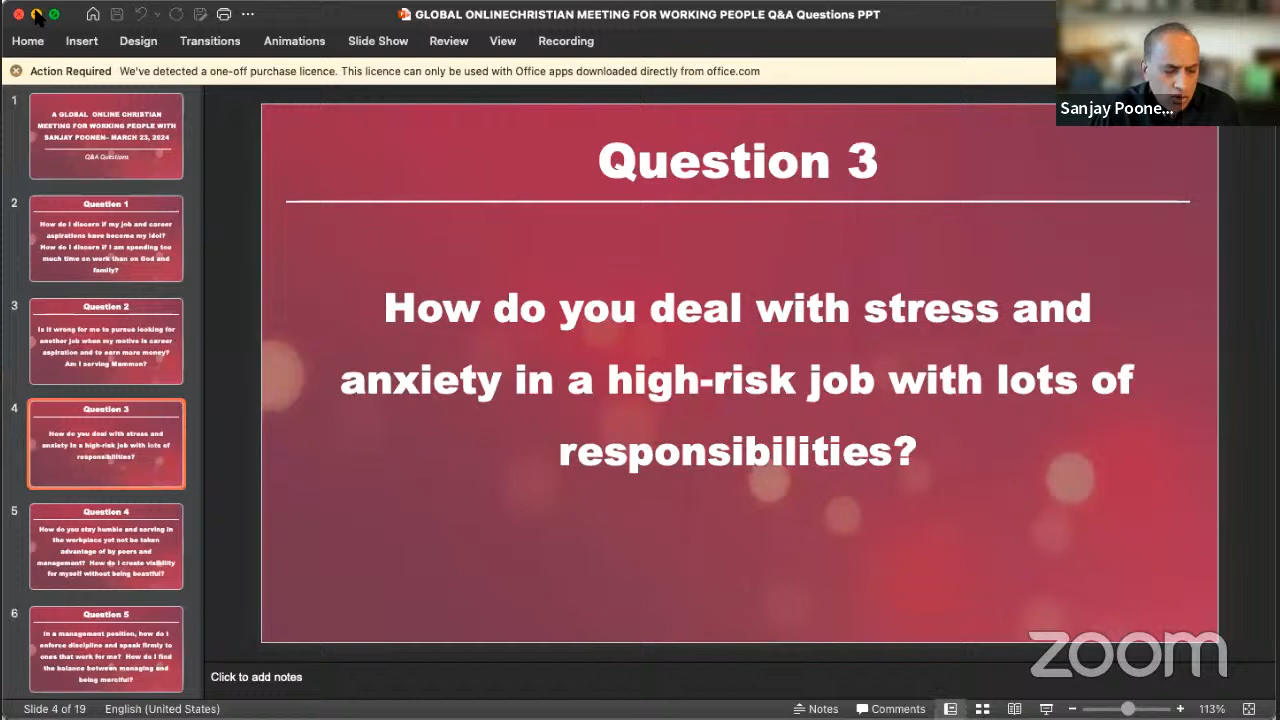 GLOBAL ONLINECHRISTIAN MEETING FOR WORKING PEOPLE Q&A Questions PPT
Home Insert Design Transitions Animations Slide Show Review View Recording
Action Required We've detected a one-off purchase licence. This licence can only be used with Office apps downloaded directly from office.com
Sanjay Poone...
1
A GLOBAL ONLINE CHRISTIAN
MEETING FOR WORKING PEOPLE WITH
SANJAY POONEN- MARCH 23, 2024
Q&A Questions
2
Question 1
How do I discern if my job and career
aspirations have become my idol?
How do I discern if I am spending too
much time on work than on God and
family?
3
Question 2
Is it wrong for me to pursue looking for
another job when my motive is career
aspiration and to earn more money?
Am I serving Mammon?
4
Question 3
How do you deal with stress and
anxiety in a high-risk job with lots of
responsibilities?
5
Question 4
How do you stay humble and serving in
the workplace yet not be taken
advantage of by peers and
management? How do I create visibility
for myself without being boastful?
6
Question 5
In a management position, how do I
enforce discipline and speak firmly to
ones that work for me? How do I find
the balance between managing and
being merciful?
Question 3
How do you deal with stress and
anxiety in a high-risk job with lots of
responsibilities?
zoom
Click to add notes
Slide 4 of 19 English (United States) Notes Comments 113%